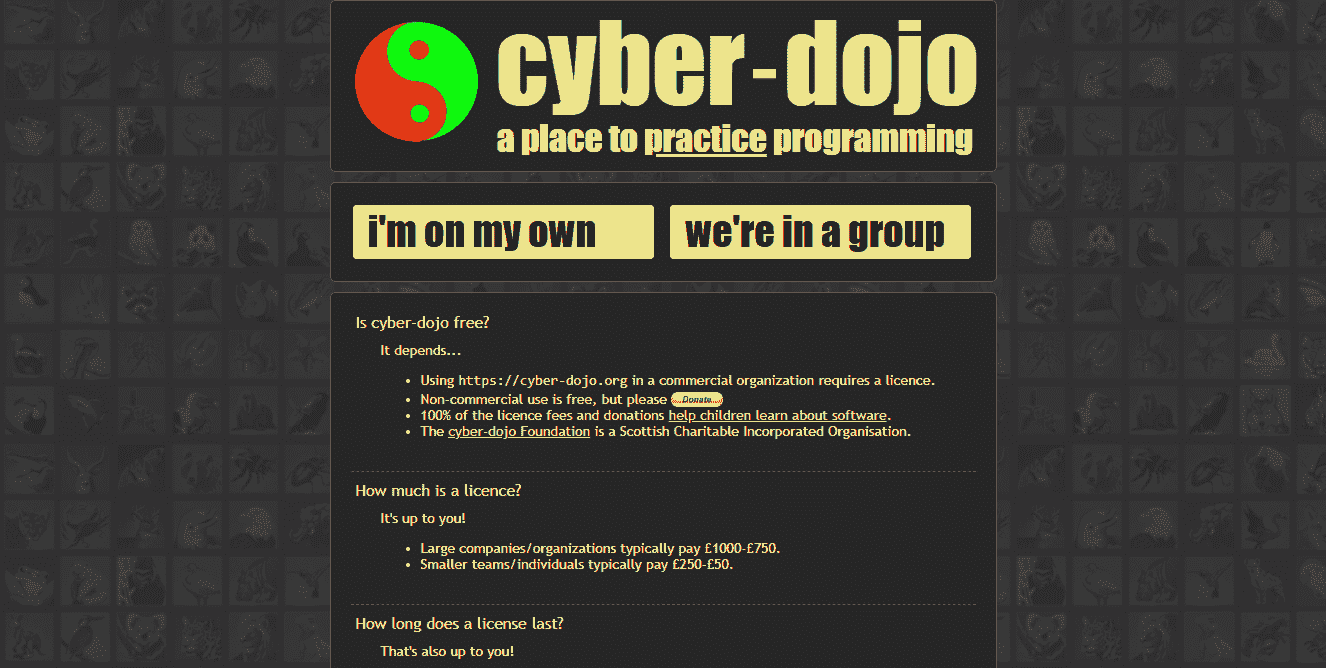 cyber-dojo
a place to practice programming
i'm on my own
we're in a group
Is cyber-dojo free?
It depends...
• Using https://cyber-dojo.org in a commercial organization requires a licence.
• Non-commercial use is free, but please Donate
• 100% of the licence fees and donations help children learn about software.
• The cyber-dojo Foundation is a Scottish Charitable Incorporated Organisation.
How much is a licence?
It's up to you!
• Large companies/organizations typically pay £1000-£750.
• Smaller teams/individuals typically pay £250-£50.
How long does a license last?
That's also up to you!